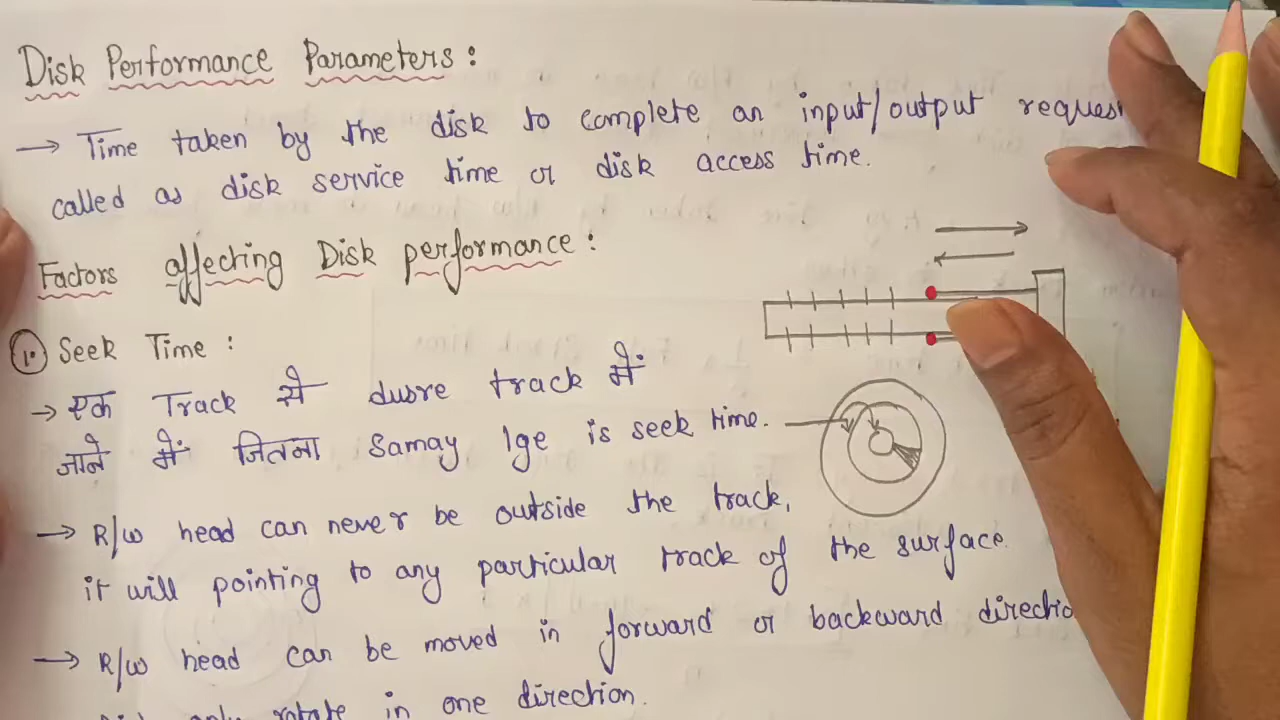 Disk Performance Parameters :
→ Time taken by the disk to complete an input/output reques
called as disk service time or disk access time.
Factors affecting Disk performance :
1. Seek Time :
→ एक Track से dusre track में
जाने में जितना Samay lge is seek time.
→ R/W head can never be outside the track,
it will pointing to any particular track of the surface.
→ R/W head can be moved in forward or backward directio
only rotate in one direction.